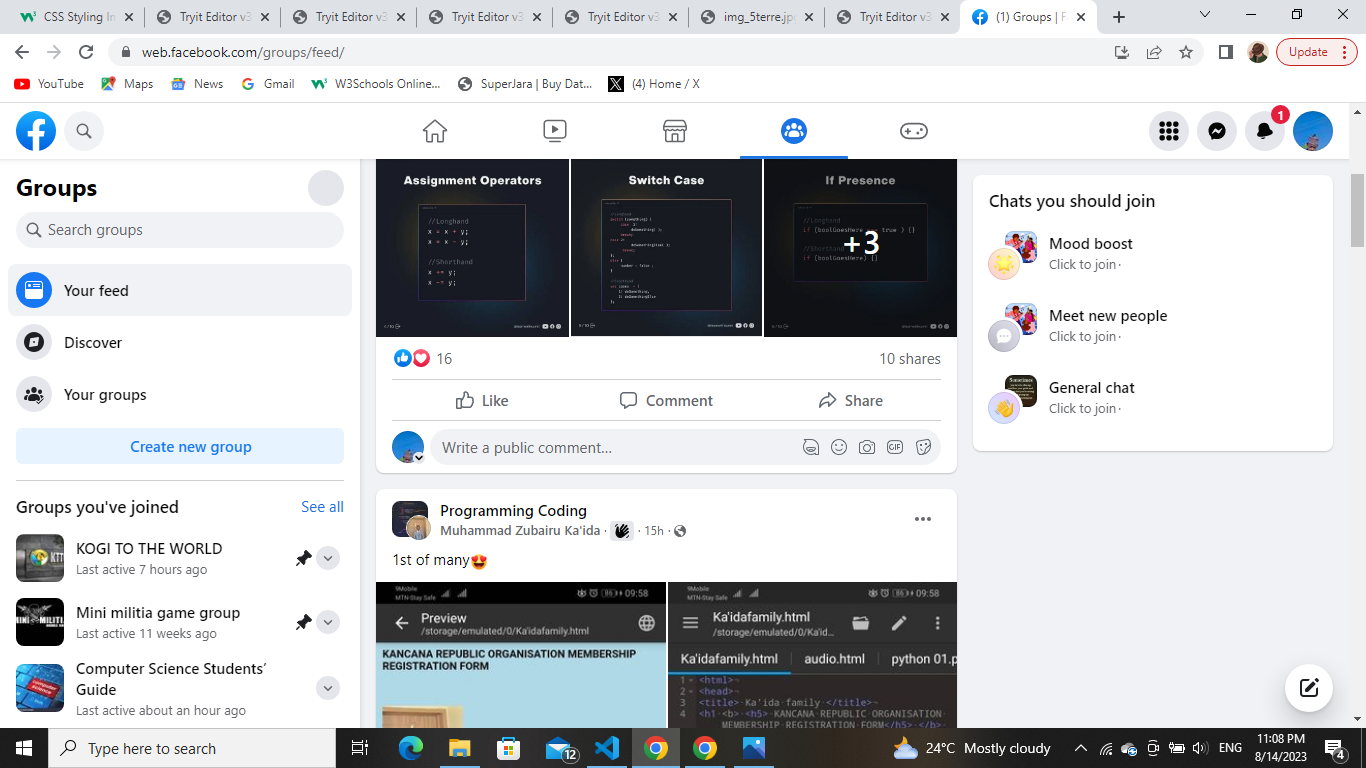 CSS Styling In
Tryit Editor v3
Tryit Editor v3
Tryit Editor v3
Tryit Editor v3
img_5terre.jp
Tryit Editor v3
(1) Groups | F
web.facebook.com/groups/feed/
Update
YouTube
Maps
News
Gmail
W3Schools Online...
SuperJara | Buy Dat...
(4) Home / X
1
Groups
Search groups
Your feed
Discover
Your groups
Create new group
Groups you've joined
See all
KOGI TO THE WORLD
Last active 7 hours ago
Mini militia game group
Last active 11 weeks ago
Computer Science Students'
Guide
Last active about an hour ago
Assignment Operators
//Longhand
x = x + y;
x = x - y;
//Shorthand
x += y;
x -= y;
Switch Case
If Presence
//Longhand
if (boolGoesHere == true ) {}
//Shorthand
if (boolGoesHere) {}
+3
16
10 shares
Like
Comment
Share
Write a public comment...
GIF
Programming Coding
Muhammad Zubairu Ka'ida · · 15h ·
1st of many😍
9Mobile
MTN-Stay Safe
86 09:58
Preview
/storage/emulated/0/Ka'idafamily.html
KANCANA REPUBLIC ORGANISATION MEMBERSHIP
REGISTRATION FORM
9Mobile
MTN-Stay Safe
86 09:58
Ka'idafamily.html
/storage/emulated/0/Ka'id...
Ka'idafamily.html
audio.html
python 01.p
1 <html>
2 <head>
3 <title> Ka'ida family </title>
4 <h1 <b> <h5> KANCANA REPUBLIC ORGANISATION
MEMBERSHIP REGISTRATION FORM</h5> </b>
Chats you should join
Mood boost
Click to join ·
Meet new people
Click to join ·
General chat
Click to join ·
Type here to search
12
24°C Mostly cloudy
ENG
11:08 PM
8/14/2023
4